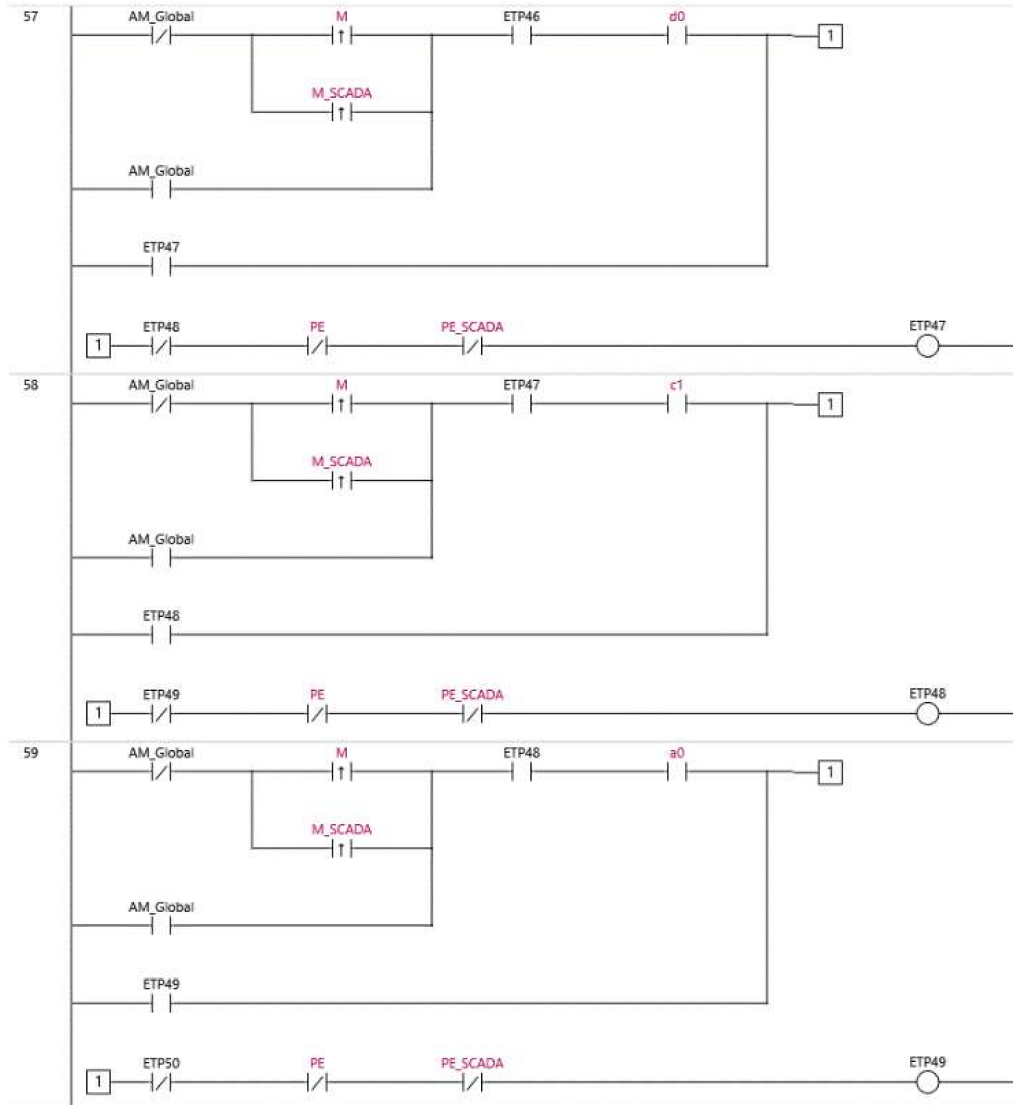 57 AM_Global M ETP46 d0
1
M_SCADA
AM_Global
ETP47
1 ETP48 PE PE_SCADA ETP47
58 AM_Global M ETP47 c1
1
M_SCADA
AM_Global
ETP48
1 ETP49 PE PE_SCADA ETP48
59 AM_Global M ETP48 a0
1
M_SCADA
AM_Global
ETP49
1 ETP50 PE PE_SCADA ETP49